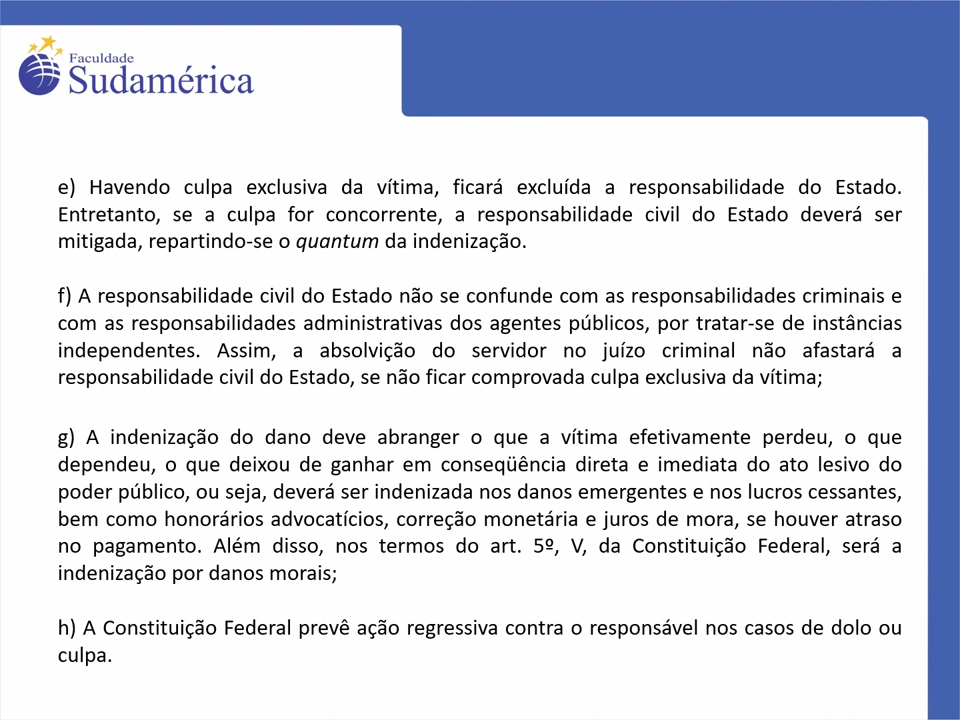 Faculdade
Sudamérica
e) Havendo culpa exclusiva da vítima, ficará excluída a responsabilidade do Estado.
Entretanto, se a culpa for concorrente, a responsabilidade civil do Estado deverá ser
mitigada, repartindo-se o quantum da indenização.
f) A responsabilidade civil do Estado não se confunde com as responsabilidades criminais e
com as responsabilidades administrativas dos agentes públicos, por tratar-se de instâncias
independentes. Assim, a absolvição do servidor no juízo criminal não afastará a
responsabilidade civil do Estado, se não ficar comprovada culpa exclusiva da vítima;
g) A indenização do dano deve abranger o que a vítima efetivamente perdeu, o que
dependeu, o que deixou de ganhar em conseqüência direta e imediata do ato lesivo do
poder público, ou seja, deverá ser indenizada nos danos emergentes e nos lucros cessantes,
bem como honorários advocatícios, correção monetária e juros de mora, se houver atraso
no pagamento. Além disso, nos termos do art. 5º, V, da Constituição Federal, será a
indenização por danos morais;
h) A Constituição Federal prevê ação regressiva contra o responsável nos casos de dolo ou
culpa.